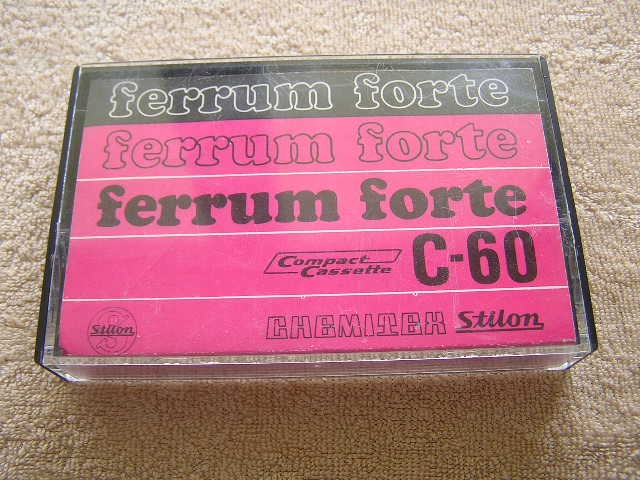 ferrum forte
ferrum forte
ferrum forte
Compact Cassette
C-60
Stilon
CHEMITEX Stilon